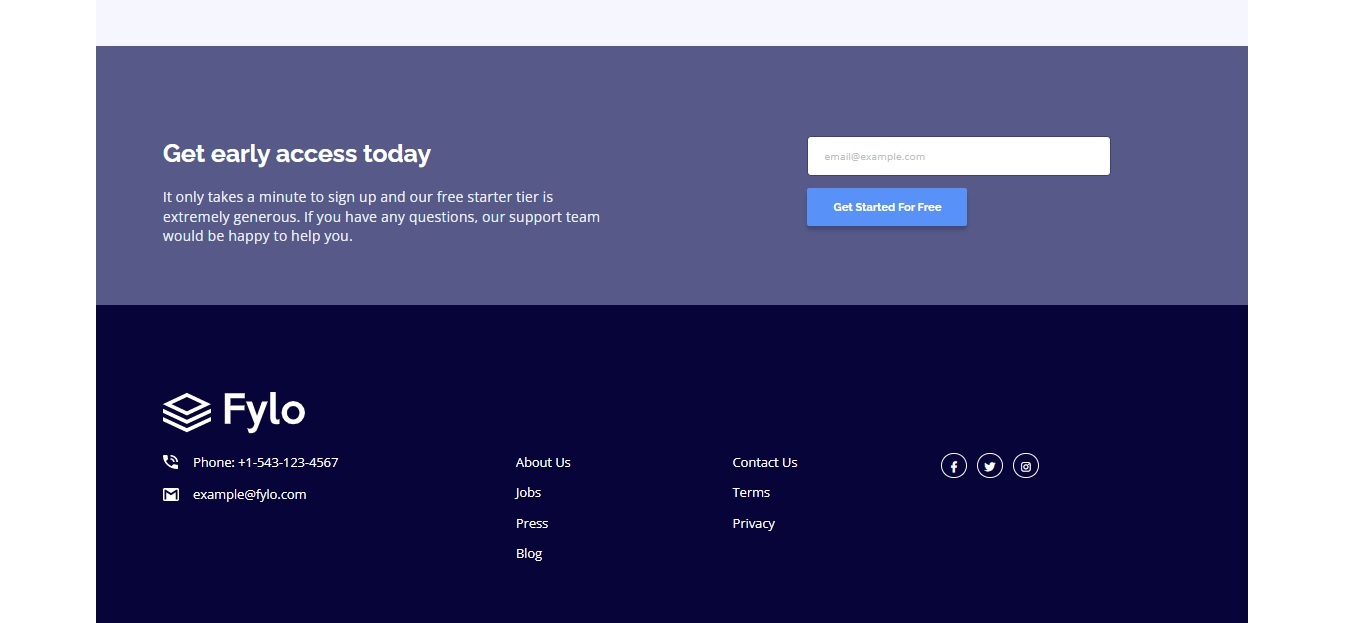 Get early access today
It only takes a minute to sign up and our free starter tier is
extremely generous. If you have any questions, our support team
would be happy to help you.
email@example.com
Get Started For Free
Fylo
Phone: +1-543-123-4567
example@fylo.com
About Us
Jobs
Press
Blog
Contact Us
Terms
Privacy